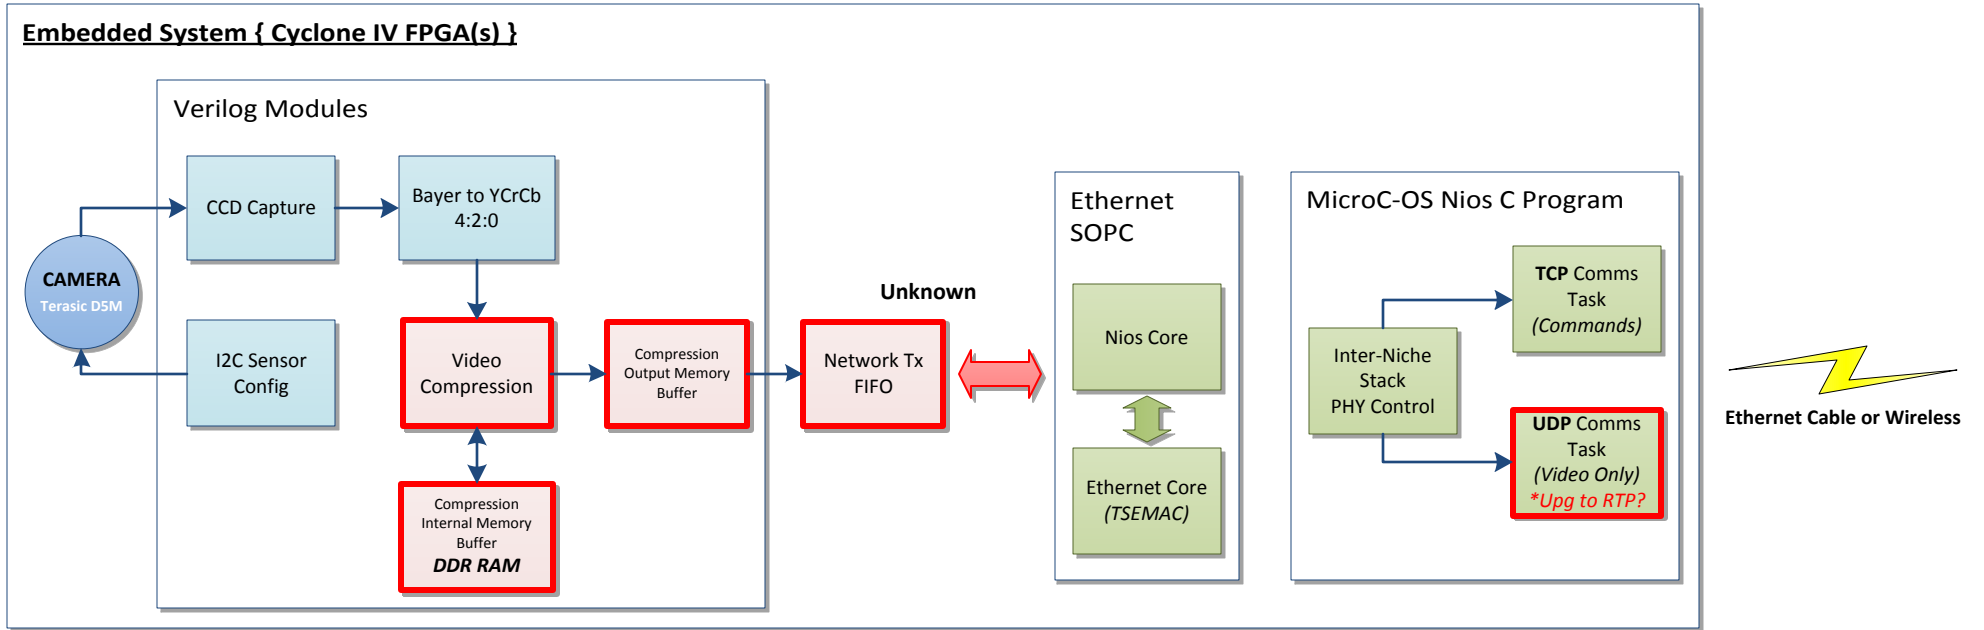 Embedded System { Cyclone IV FPGA(s) }
Verilog Modules
CCD Capture
Bayer to YCrCb
4:2:0
CAMERA
Terasic D5M
I2C Sensor
Config
Video
Compression
Compression
Output Memory
Buffer
Compression
Internal Memory
Buffer
DDR RAM
Network Tx
FIFO
Unknown
Ethernet
SOPC
Nios Core
Ethernet Core
(TSEMAC)
MicroC-OS Nios C Program
Inter-Niche
Stack
PHY Control
TCP Comms
Task
(Commands)
UDP Comms
Task
(Video Only)
*Upg to RTP?
Ethernet Cable or Wireless